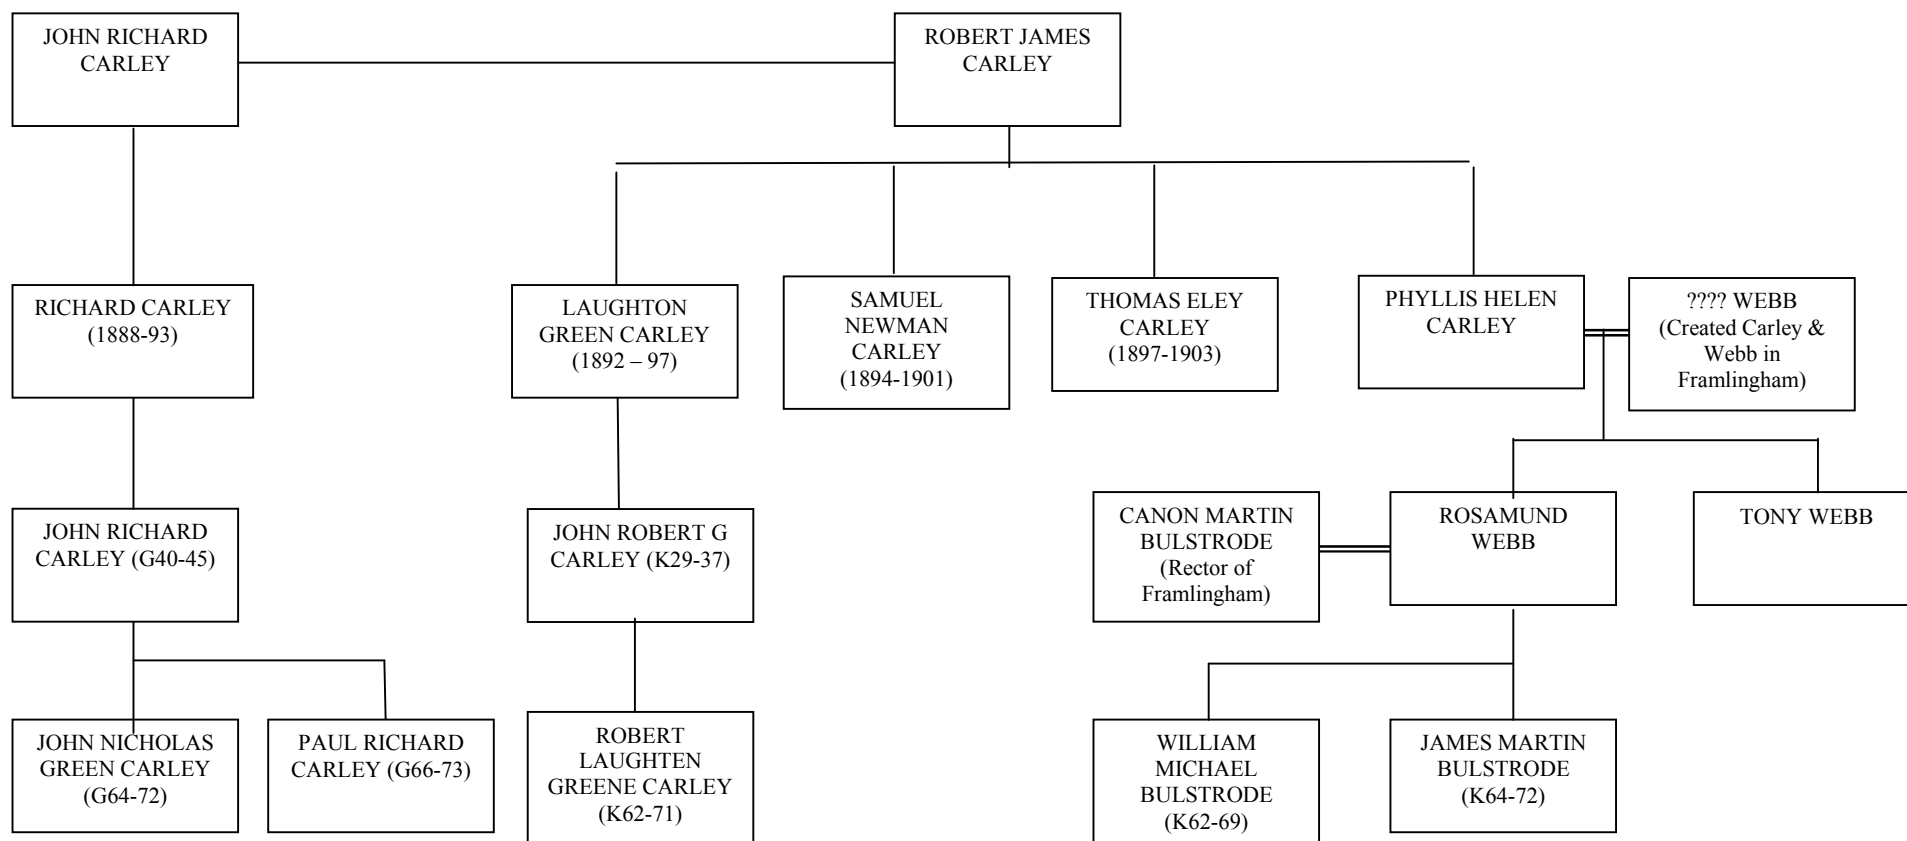 JOHN RICHARD
CARLEY
ROBERT JAMES
CARLEY
RICHARD CARLEY
(1888-93)
LAUGHTON
GREEN CARLEY
(1892 – 97)
SAMUEL
NEWMAN
CARLEY
(1894-1901)
THOMAS ELEY
CARLEY
(1897-1903)
PHYLLIS HELEN
CARLEY
???? WEBB
(Created Carley &
Webb in
Framlingham)
JOHN RICHARD
CARLEY (G40-45)
JOHN ROBERT G
CARLEY (K29-37)
CANON MARTIN
BULSTRODE
(Rector of
Framlingham)
ROSAMUND
WEBB
TONY WEBB
JOHN NICHOLAS
GREEN CARLEY
(G64-72)
PAUL RICHARD
CARLEY (G66-73)
ROBERT
LAUGHTEN
GREENE CARLEY
(K62-71)
WILLIAM
MICHAEL
BULSTRODE
(K62-69)
JAMES MARTIN
BULSTRODE
(K64-72)